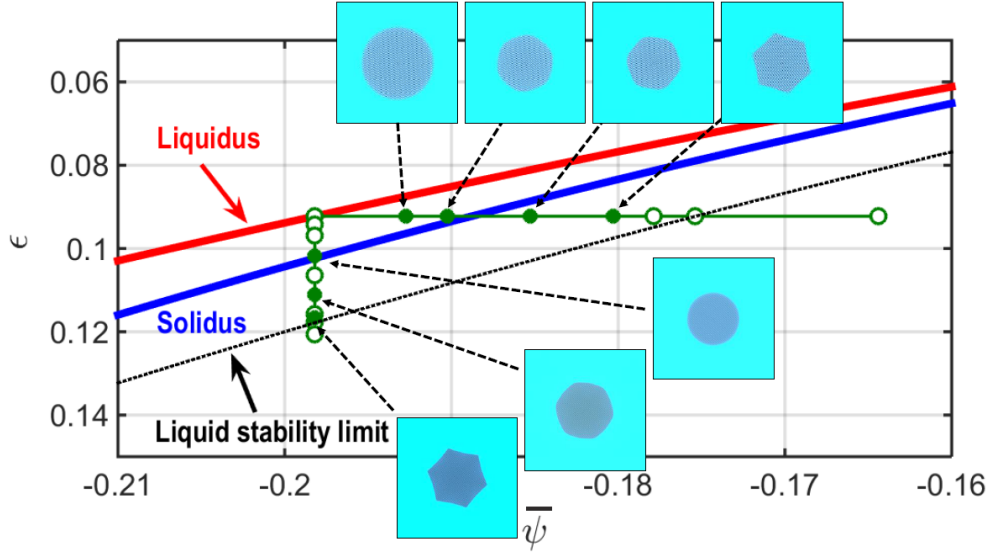 0.06
Liquidus
0.08
ϵ
0.1
Solidus
0.12
0.14
Liquid stability limit
-0.21
-0.2
-0.18
-0.17
-0.16
ψ̅